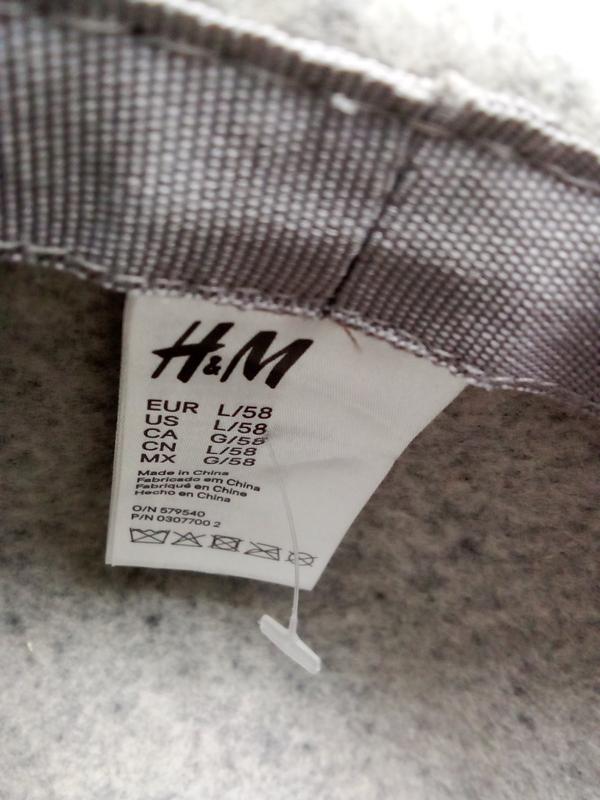 H&M
EUR L/58
US L/58
CA G/58
CN L/58
MX G/58
Made in China
Fabricado em China
Fabriqué en Chine
Hecho en China
O/N 579540
P/N 0307700 2